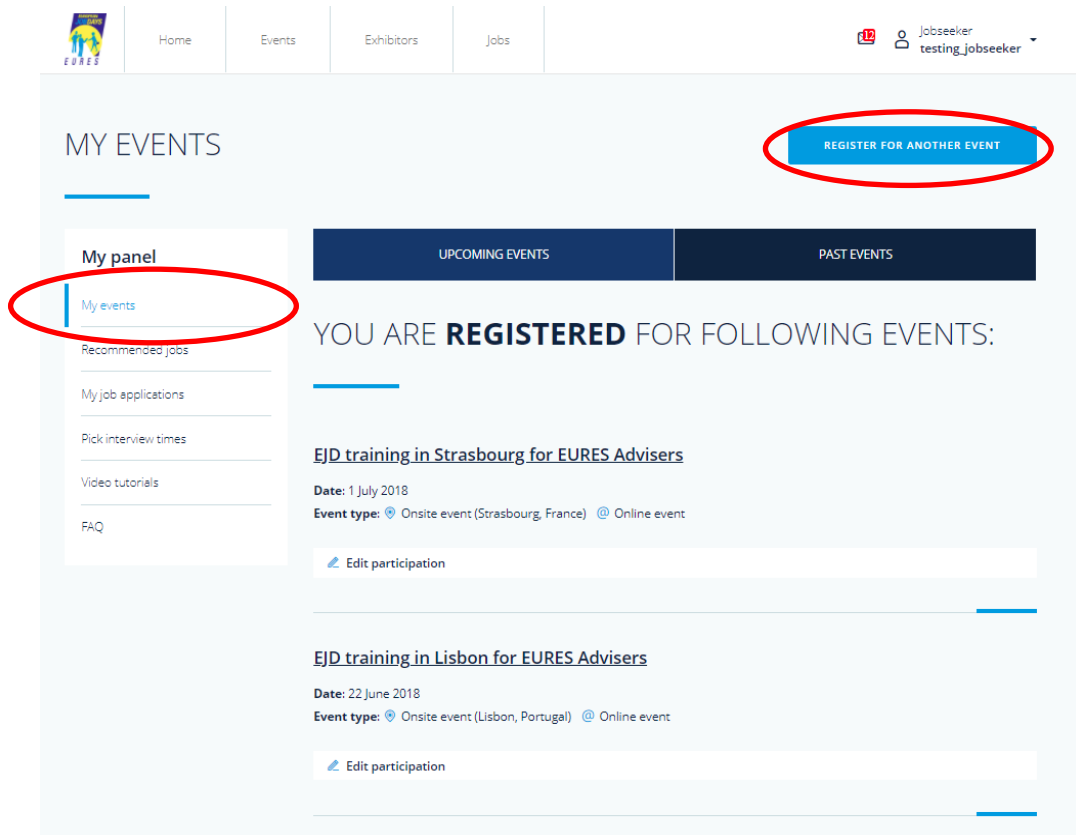 EURES
Home
Events
Exhibitors
Jobs
12
Jobseeker
testing_jobseeker
MY EVENTS
REGISTER FOR ANOTHER EVENT
My panel
My events
Recommended jobs
My job applications
Pick interview times
Video tutorials
FAQ
UPCOMING EVENTS
PAST EVENTS
YOU ARE REGISTERED FOR FOLLOWING EVENTS:
EJD training in Strasbourg for EURES Advisers
Date: 1 July 2018
Event type: Onsite event (Strasbourg, France) @ Online event
Edit participation
EJD training in Lisbon for EURES Advisers
Date: 22 June 2018
Event type: Onsite event (Lisbon, Portugal) @ Online event
Edit participation